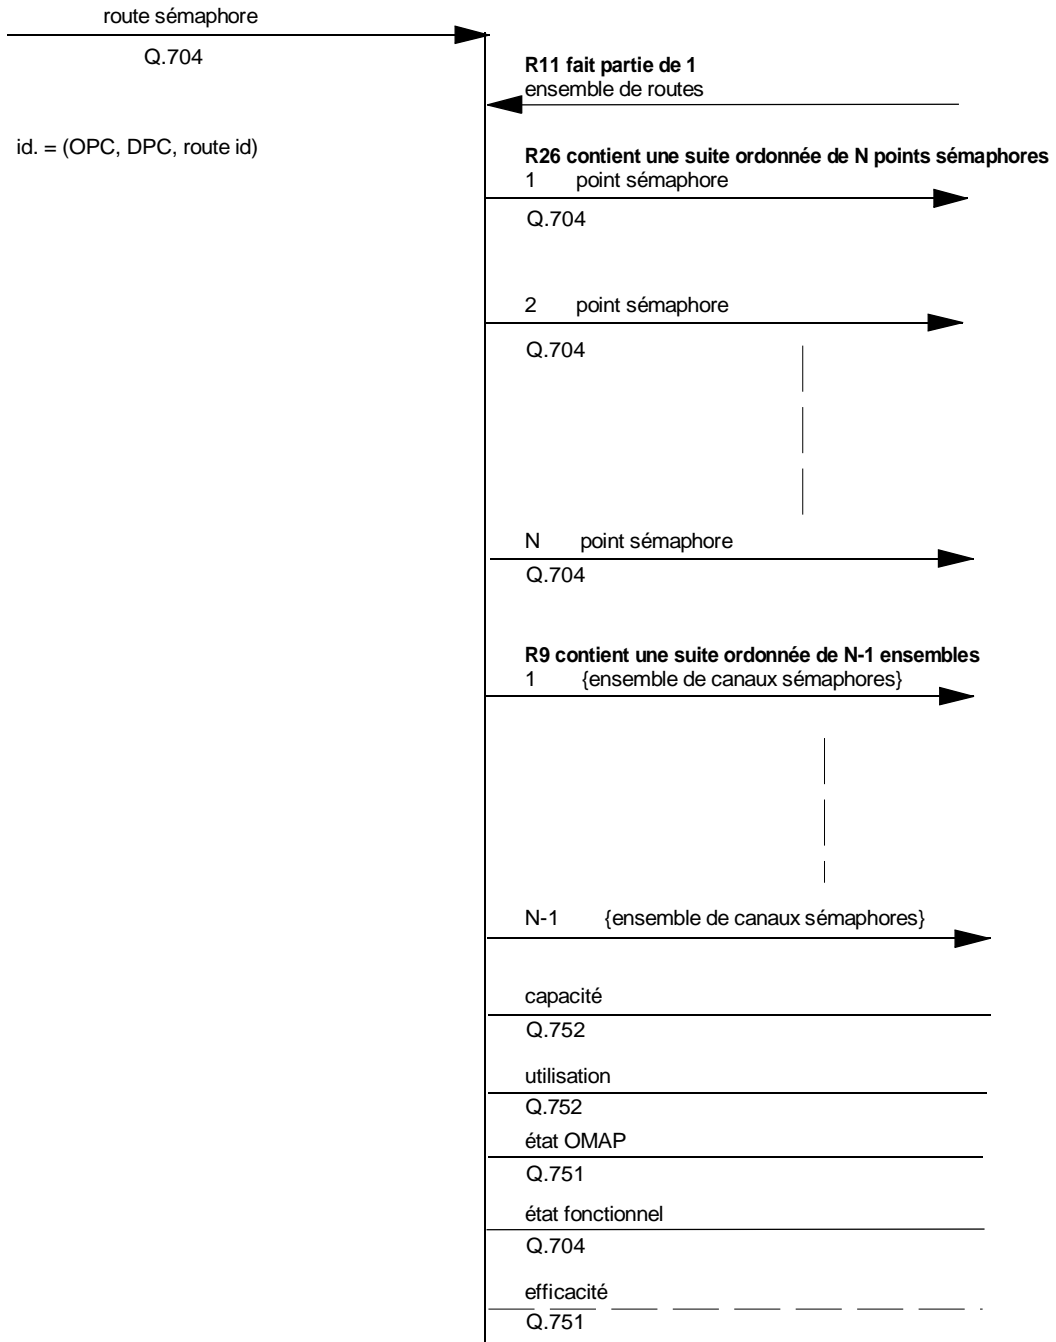 route sémaphore
Q.704
R11 fait partie de 1
ensemble de routes
id. = (OPC, DPC, route id)
R26 contient une suite ordonnée de N points sémaphores
1 point sémaphore
Q.704
2 point sémaphore
Q.704
N point sémaphore
Q.704
R9 contient une suite ordonnée de N-1 ensembles
1 {ensemble de canaux sémaphores}
N-1 {ensemble de canaux sémaphores}
capacité
Q.752
utilisation
Q.752
état OMAP
Q.751
état fonctionnel
Q.704
efficacité
Q.751